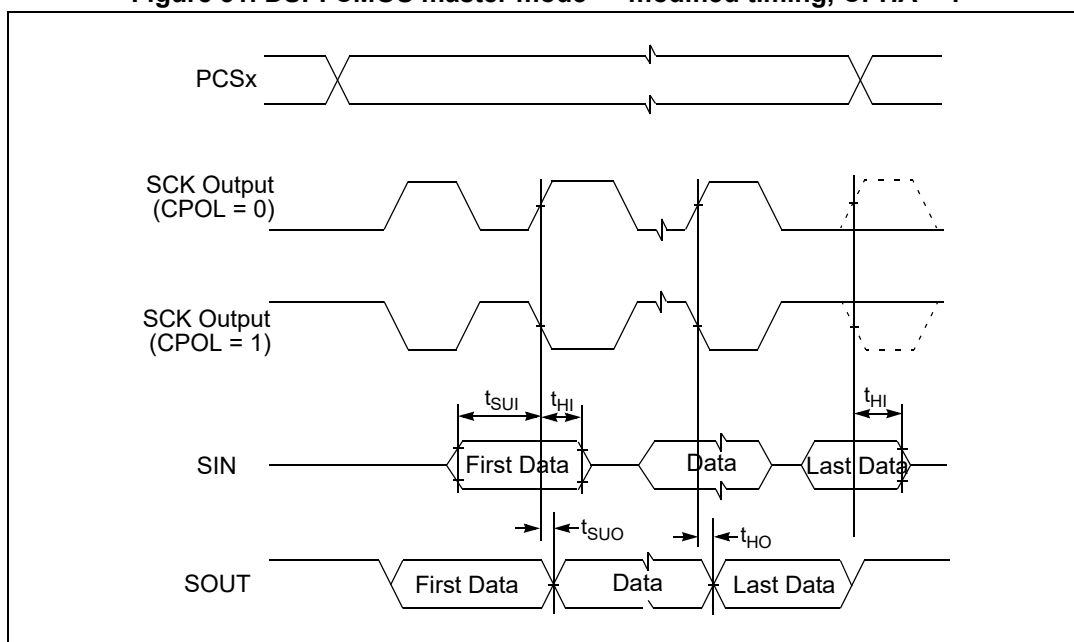 PCSx
SCK Output
(CPOL = 0)
SCK Output
(CPOL = 1)
tSUI
tHI
tHI
SIN
First Data
Data
Last Data
tSUO
tHO
SOUT
First Data
Data
Last Data